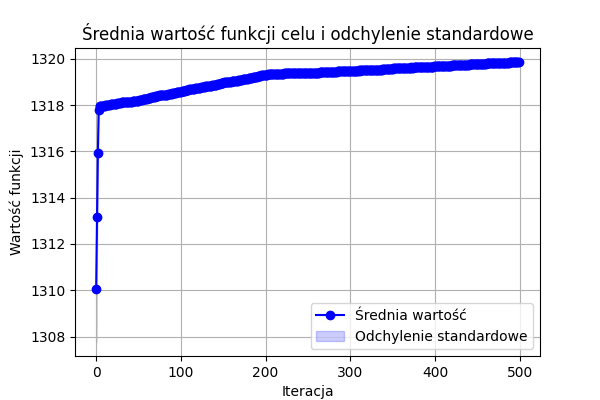 Średnia wartość funkcji celu i odchylenie standardowe
Wartość funkcji
1320
1318
1316
1314
1312
1310
1308
Średnia wartość
Odchylenie standardowe
0 100 200 300 400 500
Iteracja